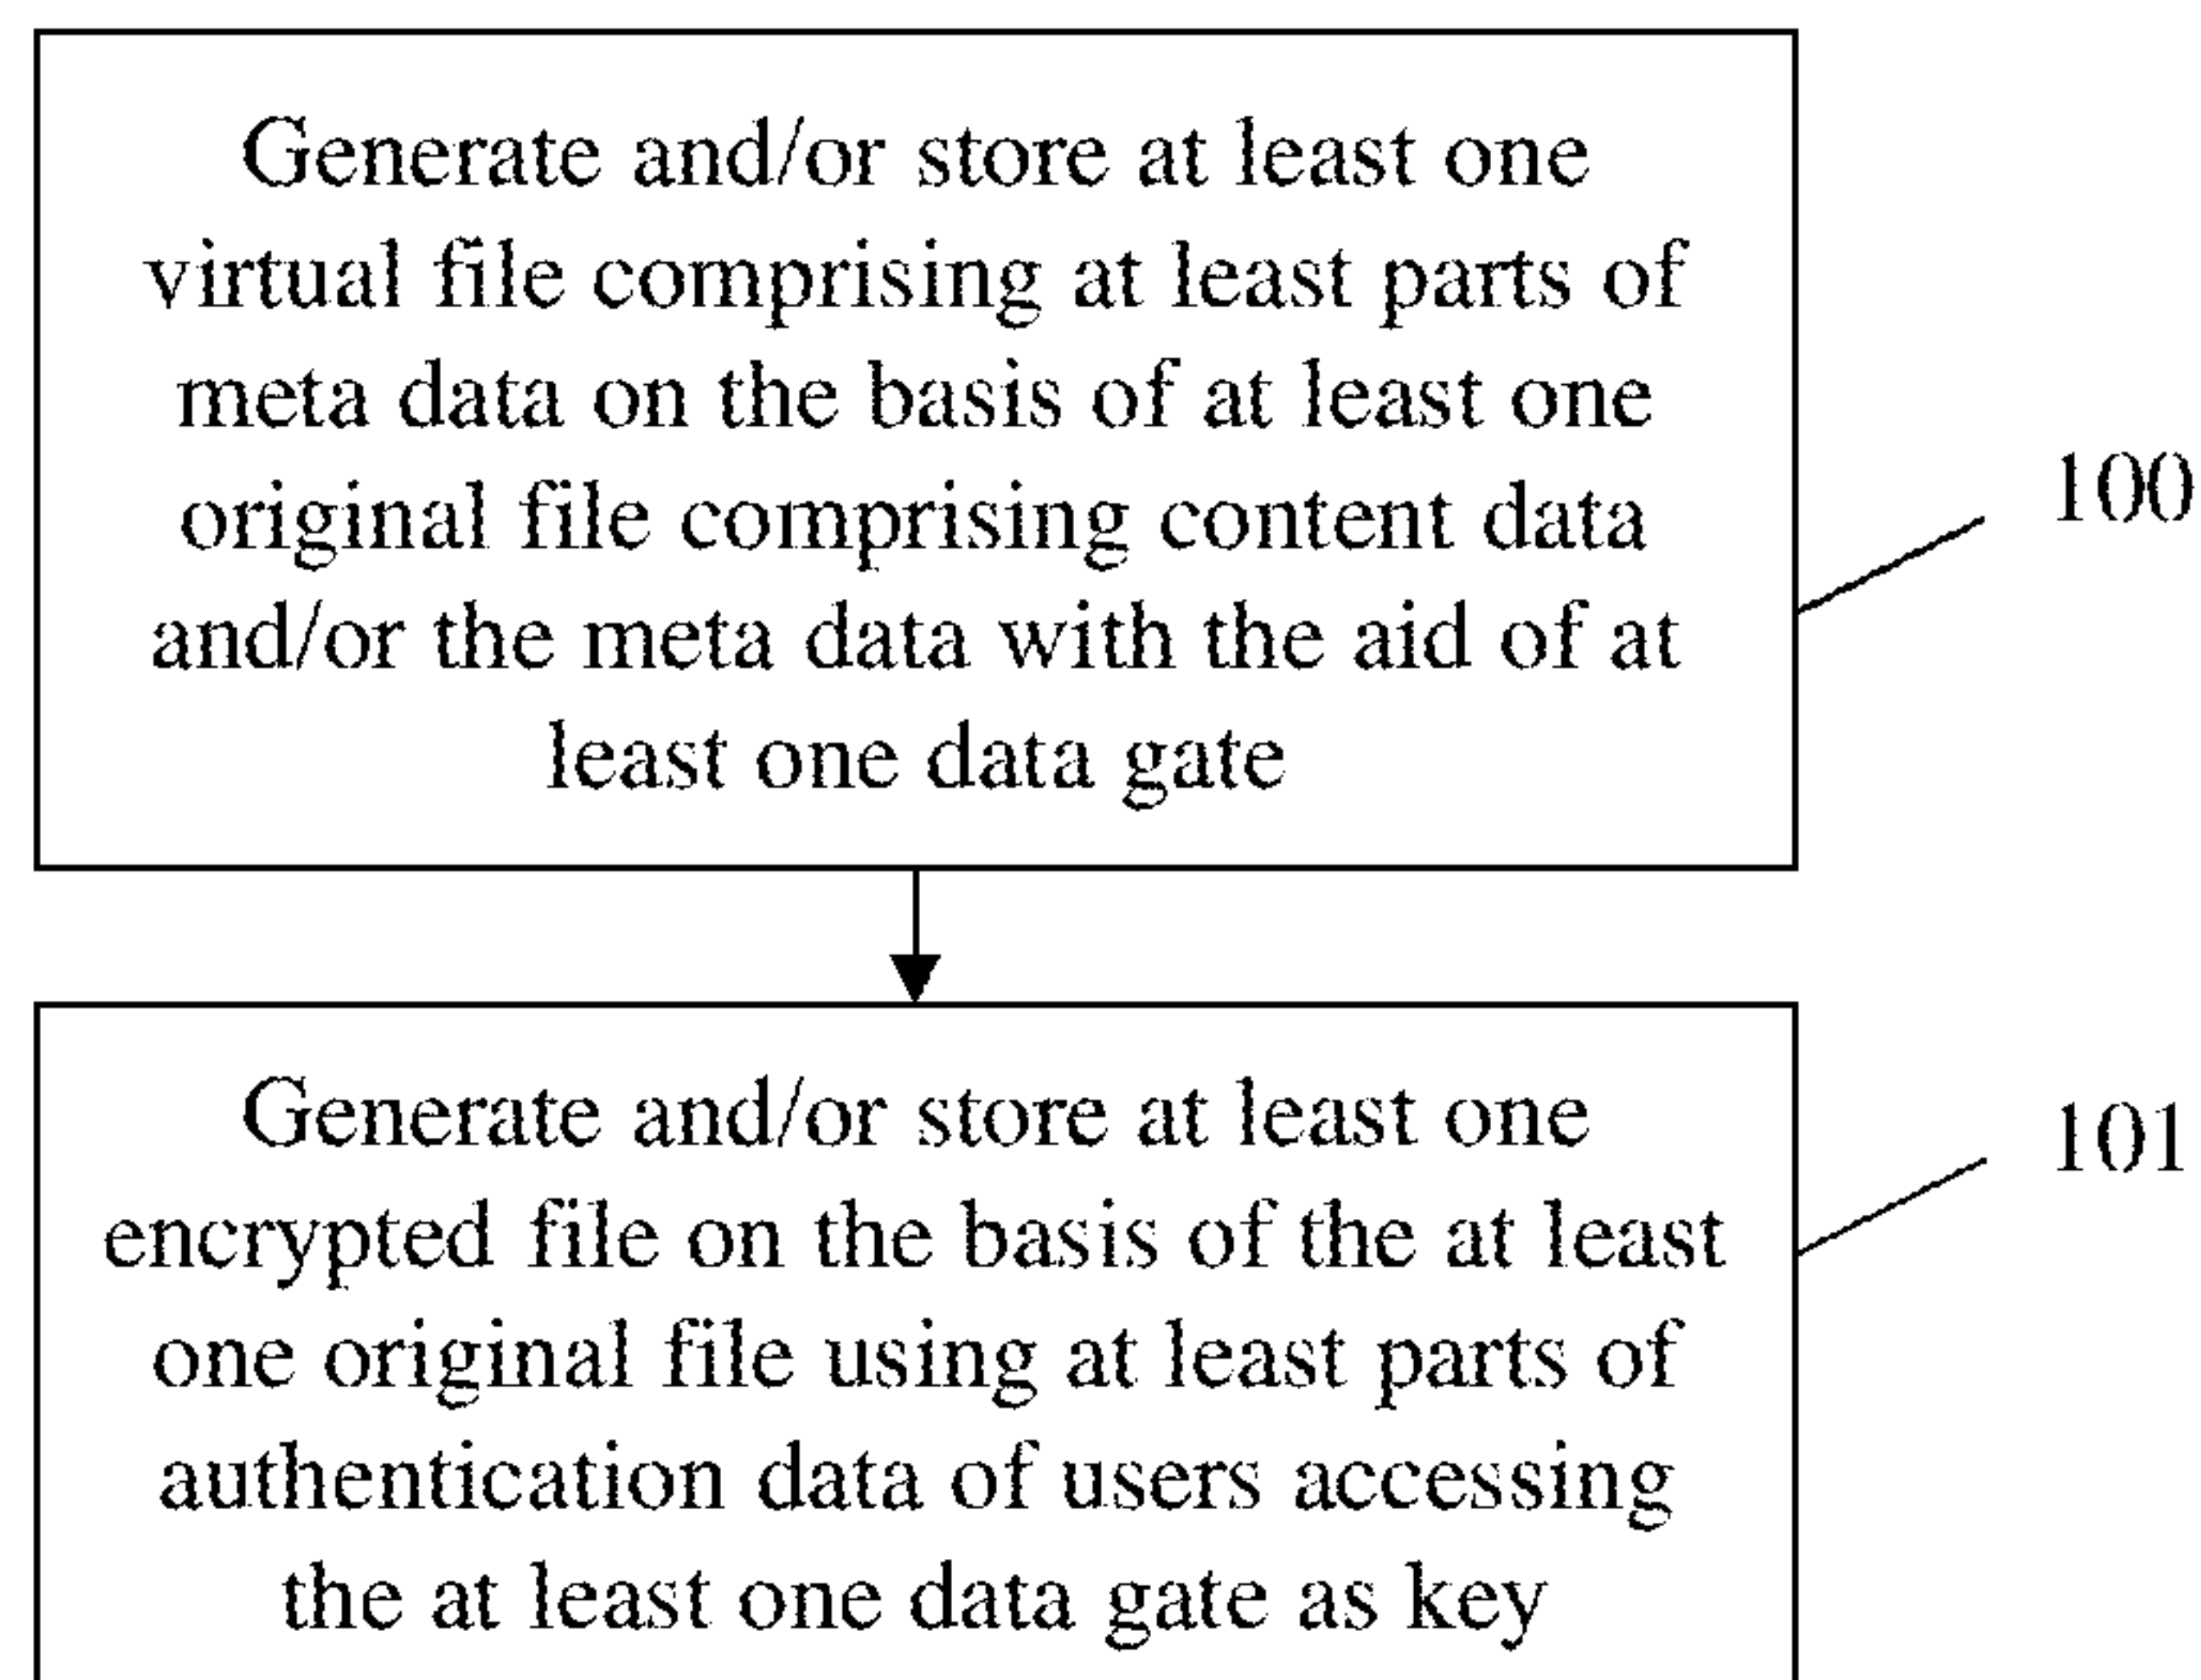 Generate and/or store at least one
virtual file comprising at least parts of
meta data on the basis of at least one
original file comprising content data
and/or the meta data with the aid of at
least one data gate
100
Generate and/or store at least one
encrypted file on the basis of the at least
one original file using at least parts of
authentication data of users accessing
the at least one data gate as key
101